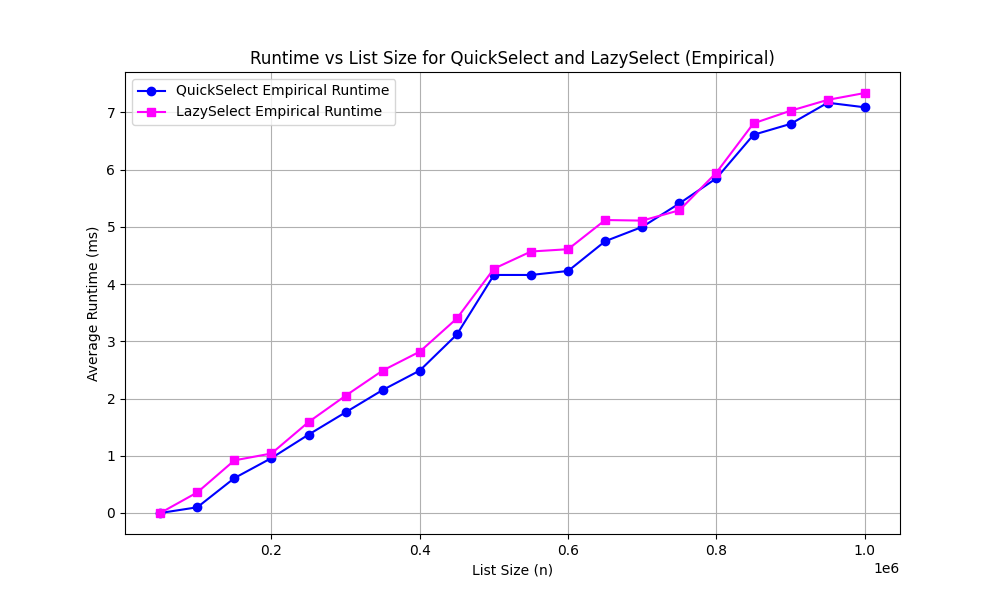 Runtime vs List Size for QuickSelect and LazySelect (Empirical)
QuickSelect Empirical Runtime
LazySelect Empirical Runtime
Average Runtime (ms)
7
6
5
4
3
2
1
0
0.2 0.4 0.6 0.8 1.0
1e6
List Size (n)